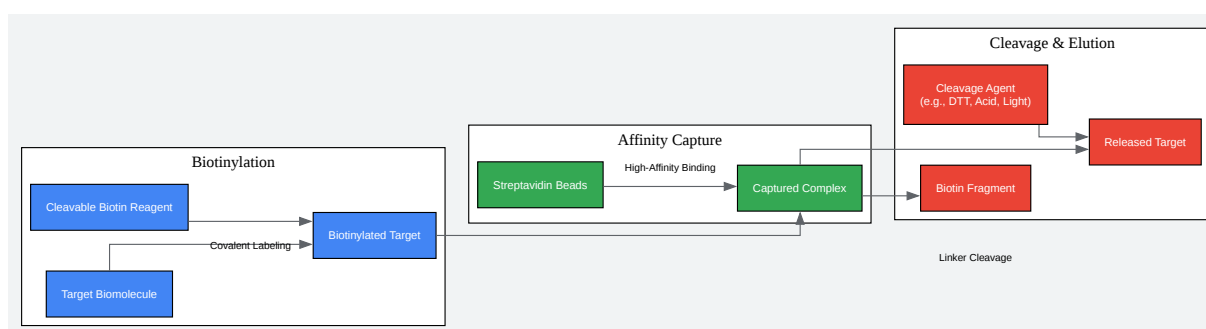 Biotinylation
Cleavable Biotin Reagent
Covalent Labeling
Target Biomolecule
Biotinylated Target
Affinity Capture
Streptavidin Beads
High-Affinity Binding
Captured Complex
Cleavage & Elution
Cleavage Agent
(e.g., DTT, Acid, Light)
Released Target
Biotin Fragment
Linker Cleavage